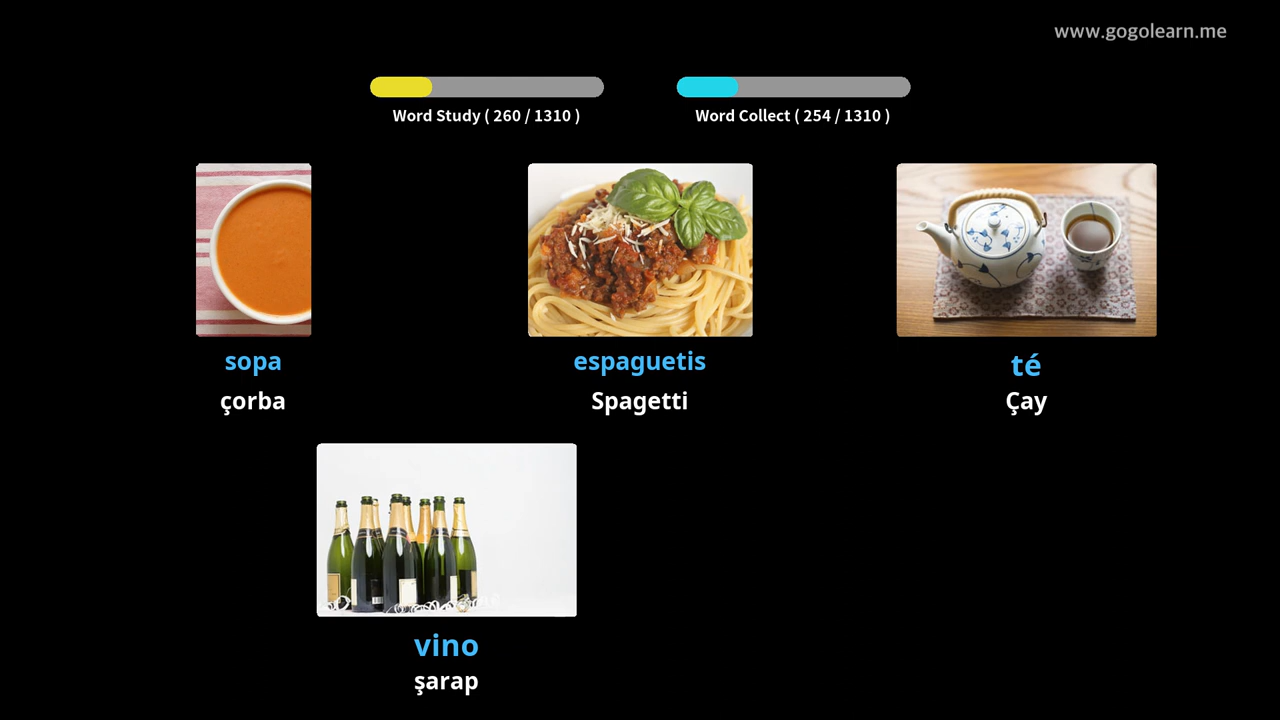 www.gogolearn.me
Word Study ( 260 / 1310 )
Word Collect ( 254 / 1310 )
sopa
çorba
espaguetis
Spagetti
té
Çay
vino
şarap